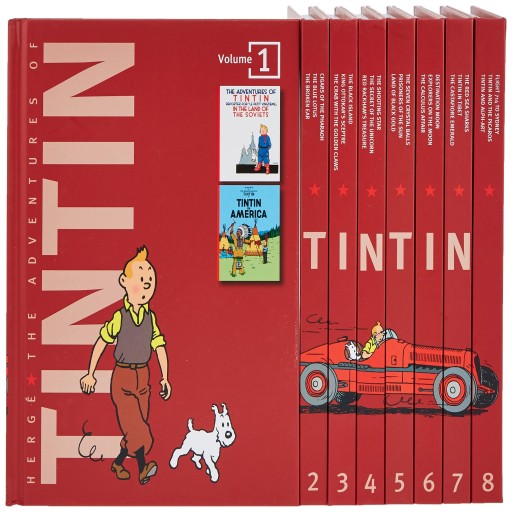 HERGÉ ★ THE ADVENTURES OF
TINTIN
Volume 1
THE ADVENTURES OF
TINTIN
REPORTER FOR "LE PETIT VINGTIÈME"
IN THE LAND OF
THE SOVIETS
TINTIN
IN
AMERICA
CIGARS OF THE PHARAOH
THE BLUE LOTUS
THE BROKEN EAR
THE BLACK ISLAND
KING OTTOKAR'S SCEPTRE
THE CRAB WITH THE GOLDEN CLAWS
THE SHOOTING STAR
THE SECRET OF THE UNICORN
RED RACKHAM'S TREASURE
THE SEVEN CRYSTAL BALLS
PRISONERS OF THE SUN
LAND OF BLACK GOLD
DESTINATION MOON
EXPLORERS ON THE MOON
THE CALCULUS AFFAIR
THE RED SEA SHARKS
TINTIN IN TIBET
THE CASTAFIORE EMERALD
FLIGHT 714 TO SYDNEY
TINTIN AND THE PICAROS
TINTIN AND ALPH-ART
TINTIN
2 3 4 5 6 7 8